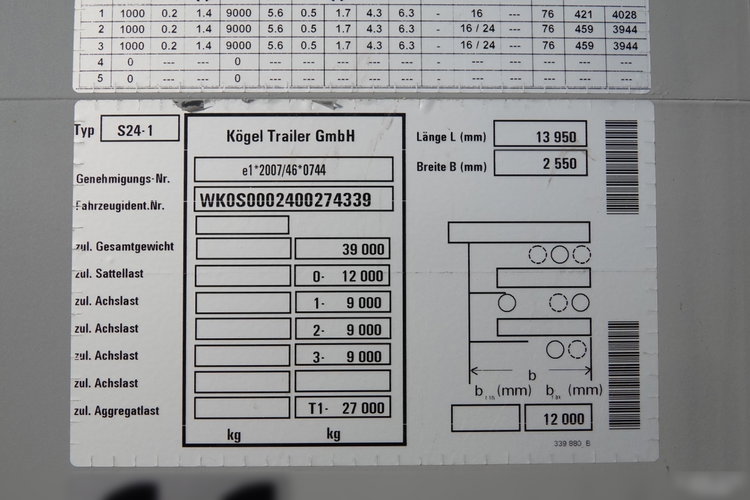 1 1000 0.2 1.4 9000 5.6 0.5 1.7 4.3 6.3 - 16 --- 76 421 4028
2 1000 0.2 1.4 9000 5.6 0.5 1.7 4.3 6.3 - 16 / 24 --- 76 459 3944
3 1000 0.2 1.4 9000 5.6 0.5 1.7 4.3 6.3 - 16 / 24 --- 76 459 3944
4 0 --- --- 0 --- --- --- --- --- - --- --- --- --- ---
5 0 --- --- 0 --- --- --- --- --- - --- --- --- --- ---
Typ S24-1
Kögel Trailer GmbH
Länge L (mm) 13 950
Breite B (mm) 2 550
Genehmigungs-Nr. e1*2007/46*0744
Fahrzeugident.Nr. WK0S0002400274339
zul. Gesamtgewicht 39 000
zul. Sattellast 0- 12 000
zul. Achslast 1- 9 000
zul. Achslast 2- 9 000
zul. Achslast 3- 9 000
zul. Achslast
zul. Aggregatlast T1- 27 000
kg kg
b
b min (mm) b max (mm)
12 000
339 880_B